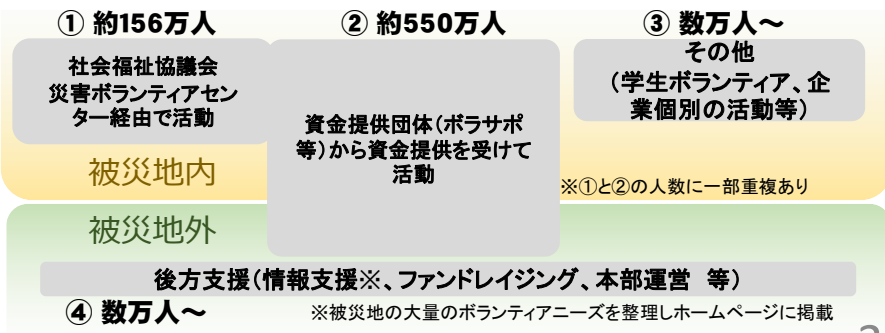 ① 約156万人
② 約550万人
③ 数万人～
社会福祉協議会
災害ボランティアセン
ター経由で活動
資金提供団体（ボラサポ
等）から資金提供を受けて
活動
その他
（学生ボランティア、企
業個別の活動等）
被災地内
※①と②の人数に一部重複あり
被災地外
後方支援（情報支援※、ファンドレイジング、本部運営 等）
④ 数万人～
※被災地の大量のボランティアニーズを整理しホームページに掲載